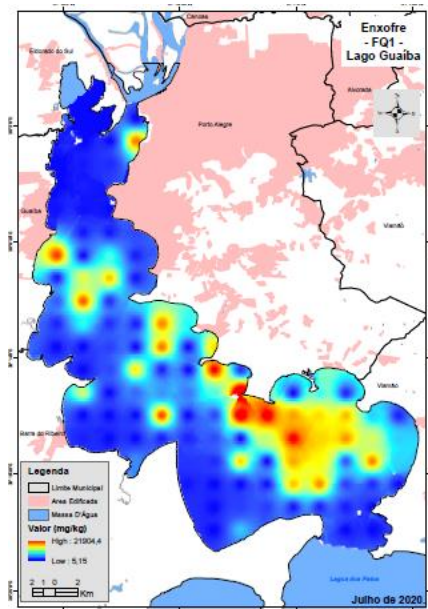 Canoas
Enxofre
- FQ1 -
Lago Guaíba
Eldorado do Sul
Alvorada
Porto Alegre
Guaíba
Viamão
Viamão
Barra do Ribeiro
Legenda
Limite Municipal
Área Edificada
Massa D'Água
Valor (mg/kg)
High : 21904,4
Low : 5,15
2 1 0 2
Km
Lagoa dos Patos
Julho de 2020